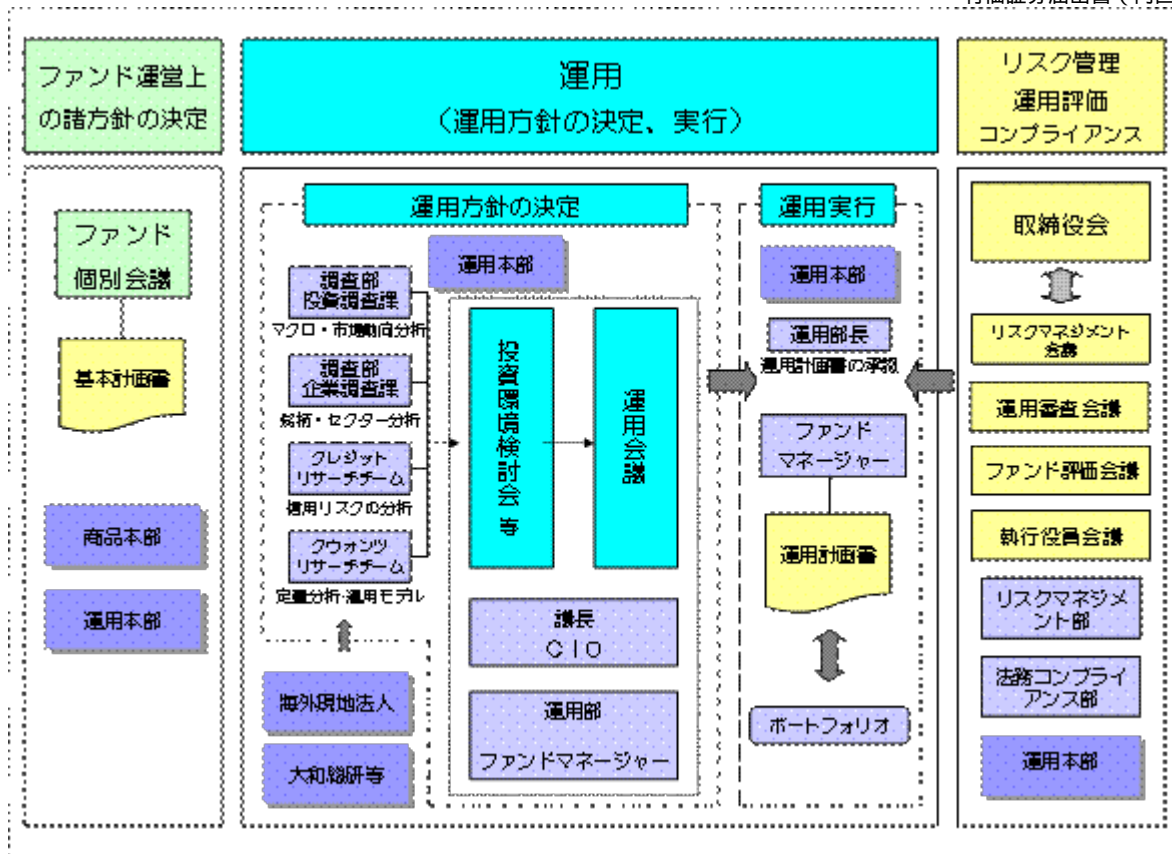 ファンド運営上
の諸方針の決定
運用
（運用方針の決定、実行）
リスク管理
運用評価
コンプライアンス
ファンド
個別会議
基本計画書
商品本部
運用本部
運用方針の決定
運用本部
調査部
投資調査課
マクロ・市場動向分析
調査部
企業調査課
銘柄・セクター分析
クレジット
リサーチチーム
信用リスクの分析
クウォンツ
リサーチチーム
定量分析・運用モデル
海外現地法人
大和総研等
投資環境検討会 等
運用会議
議長
ＣＩＯ
運用部
ファンドマネージャー
運用実行
運用本部
運用部長
運用計画書の承認
ファンド
マネージャー
運用計画書
ポートフォリオ
取締役会
リスクマネジメント
会議
運用審査会議
ファンド評価会議
執行役員会議
リスクマネジメ
ント部
法務コンプライ
アンス部
運用本部